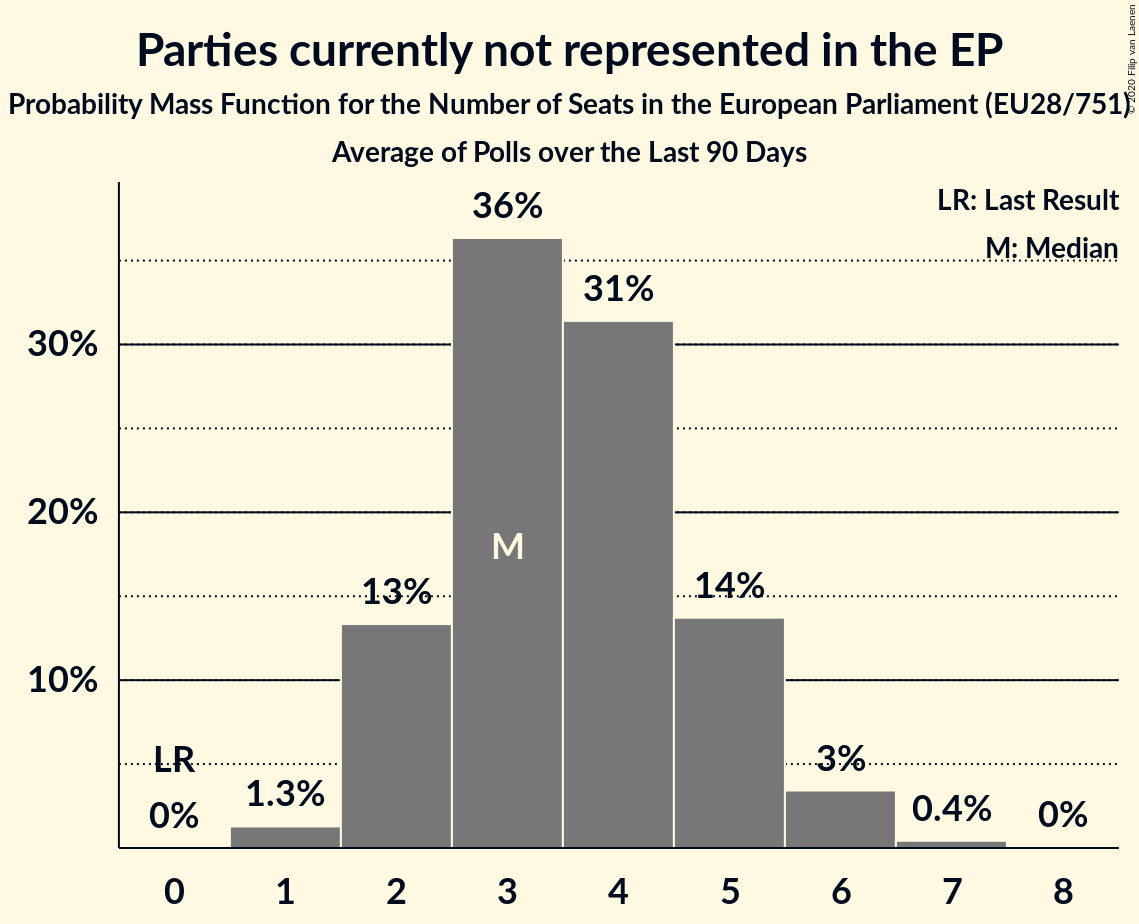 Parties currently not represented in the EP
Probability Mass Function for the Number of Seats in the European Parliament (EU28/751)
Average of Polls over the Last 90 Days
© 2020 Filip van Laenen
LR: Last Result
M: Median
36%
31%
30%
20%
M
13%
14%
10%
LR
0%
1.3%
3%
0.4%
0%
0 1 2 3 4 5 6 7 8